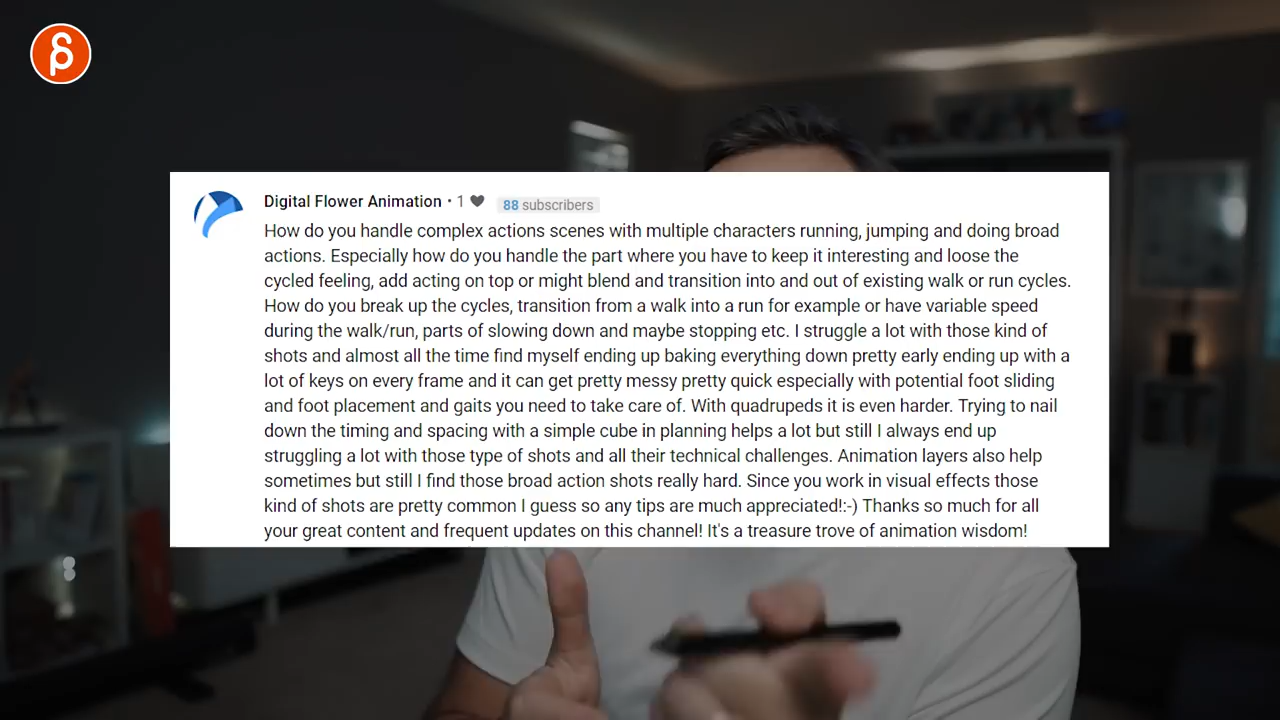 Digital Flower Animation • 1 88 subscribers
How do you handle complex actions scenes with multiple characters running, jumping and doing broad
actions. Especially how do you handle the part where you have to keep it interesting and loose the
cycled feeling, add acting on top or might blend and transition into and out of existing walk or run cycles.
How do you break up the cycles, transition from a walk into a run for example or have variable speed
during the walk/run, parts of slowing down and maybe stopping etc. I struggle a lot with those kind of
shots and almost all the time find myself ending up baking everything down pretty early ending up with a
lot of keys on every frame and it can get pretty messy pretty quick especially with potential foot sliding
and foot placement and gaits you need to take care of. With quadrupeds it is even harder. Trying to nail
down the timing and spacing with a simple cube in planning helps a lot but still I always end up
struggling a lot with those type of shots and all their technical challenges. Animation layers also help
sometimes but still I find those broad action shots really hard. Since you work in visual effects those
kind of shots are pretty common I guess so any tips are much appreciated!:-) Thanks so much for all
your great content and frequent updates on this channel! It's a treasure trove of animation wisdom!